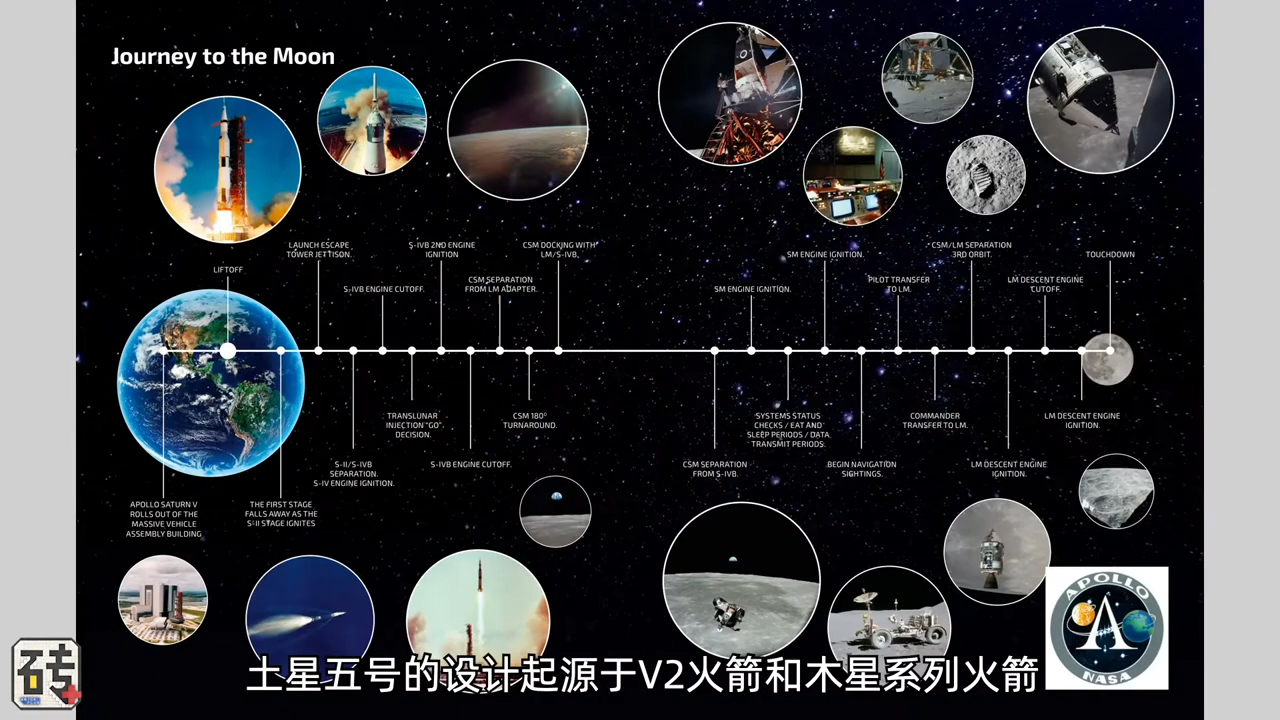 Journey to the Moon
LAUNCH ESCAPE
TOWER JETTISON.
S-IVB 2ND ENGINE
IGNITION
CSM DOCKING WITH
LM/S-IVB.
SM ENGINE IGNITION.
CSM/LM SEPARATION
3RD ORBIT.
TOUCHDOWN
LIFTOFF
S-IVB ENGINE CUTOFF.
CSM SEPARATION
FROM LM ADAPTER.
SM ENGINE IGNITION.
PILOT TRANSFER
TO LM.
LM DESCENT ENGINE
CUTOFF.
TRANSLUNAR
INJECTION "GO"
DECISION.
CSM 180°
TURNAROUND.
SYSTEMS STATUS
CHECKS / EAT AND
SLEEP PERIODS / DATA
TRANSMIT PERIODS.
COMMANDER
TRANSFER TO LM.
LM DESCENT ENGINE
IGNITION.
S-II/S-IVB
SEPARATION.
S-IV ENGINE IGNITION.
S-IVB ENGINE CUTOFF.
CSM SEPARATION
FROM S-IVB.
BEGIN NAVIGATION
SIGHTINGS.
LM DESCENT ENGINE
IGNITION.
APOLLO SATURN V
ROLLS OUT OF THE
MASSIVE VEHICLE
ASSEMBLY BUILDING
THE FIRST STAGE
FALLS AWAY AS THE
S-II STAGE IGNITES
APOLLO
NASA
土星五号的设计起源于V2火箭和木星系列火箭